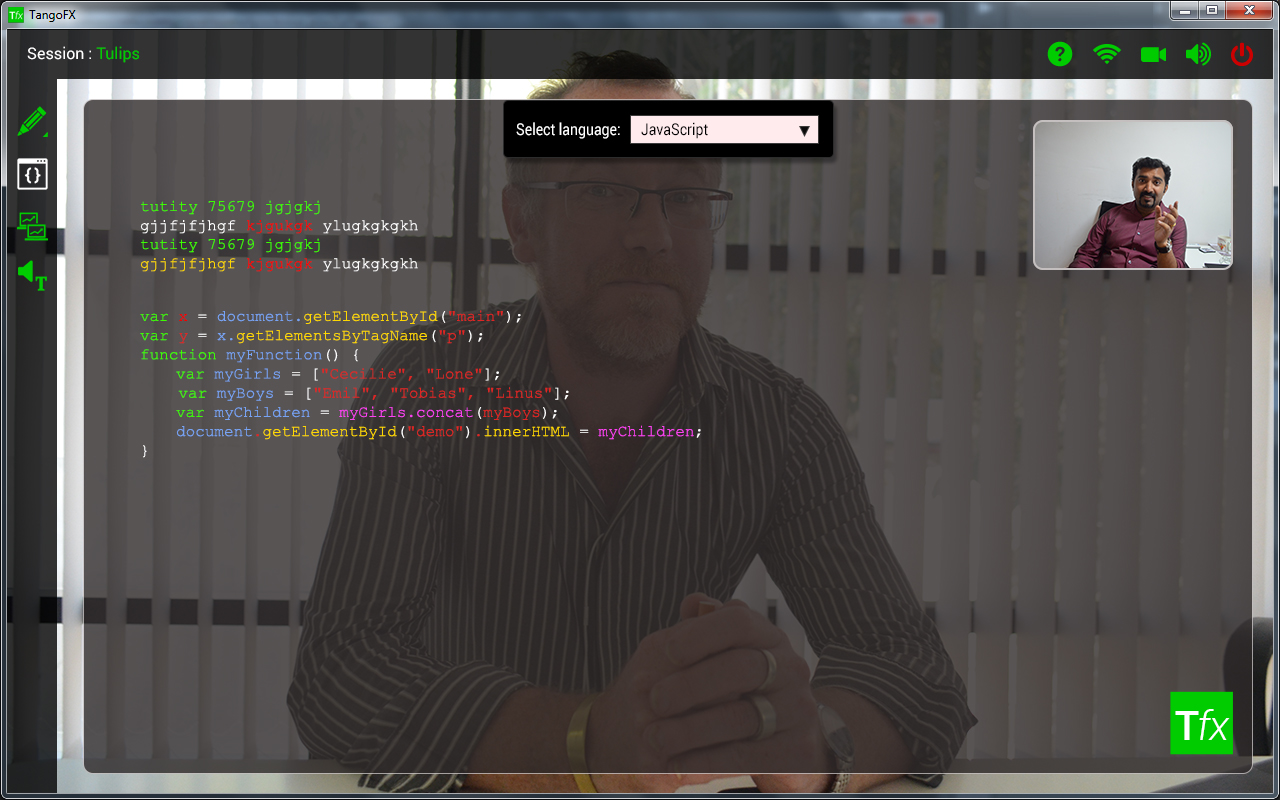 Tfx TangoFX
Session : Tulips
Select language: JavaScript
tutity 75679 jgjgkj
gjjfjfjhgf kjgukgk ylugkgkgkh
tutity 75679 jgjgkj
gjjfjfjhgf kjgukgk ylugkgkgkh
var x = document.getElementById("main");
var y = x.getElementsByTagName("p");
function myFunction() {
var myGirls = ["Cecilie", "Lone"];
var myBoys = ["Emil", "Tobias", "Linus"];
var myChildren = myGirls.concat(myBoys);
document.getElementById("demo").innerHTML = myChildren;
}
Tfx